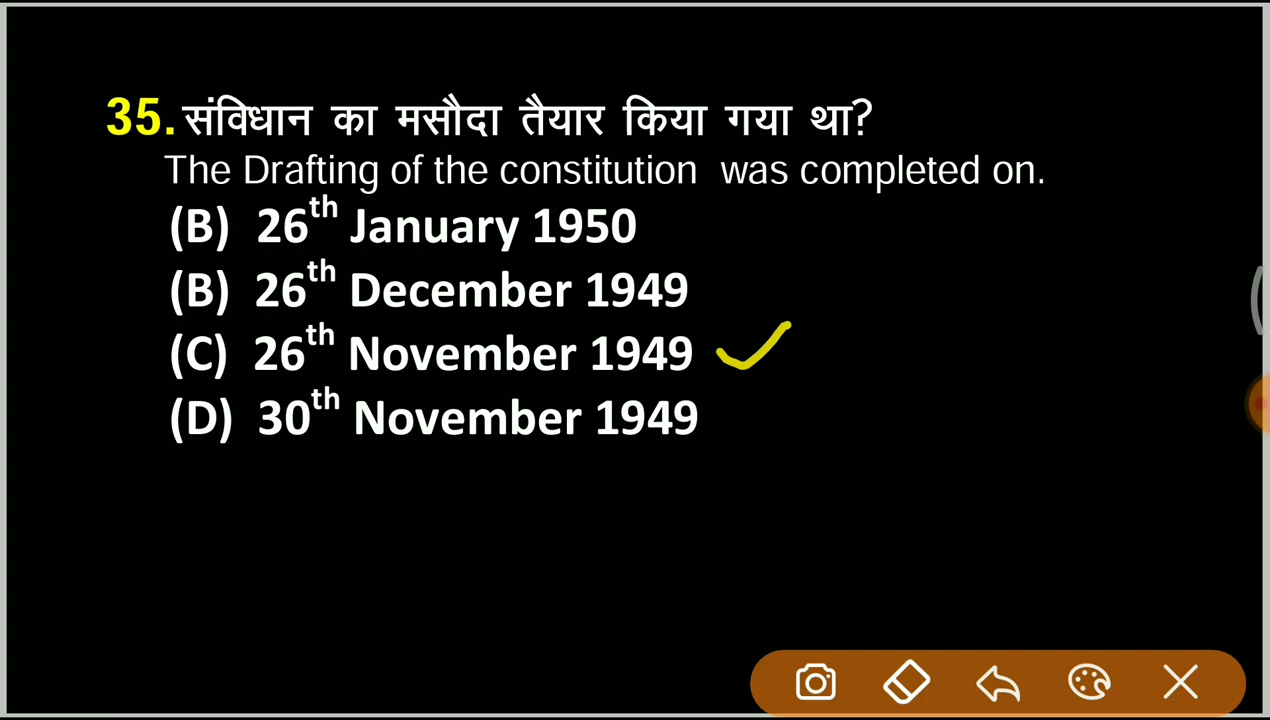 35. संविधान का मसौदा तैयार किया गया था?
The Drafting of the constitution was completed on.
(B) 26th January 1950
(B) 26th December 1949
(C) 26th November 1949
(D) 30th November 1949